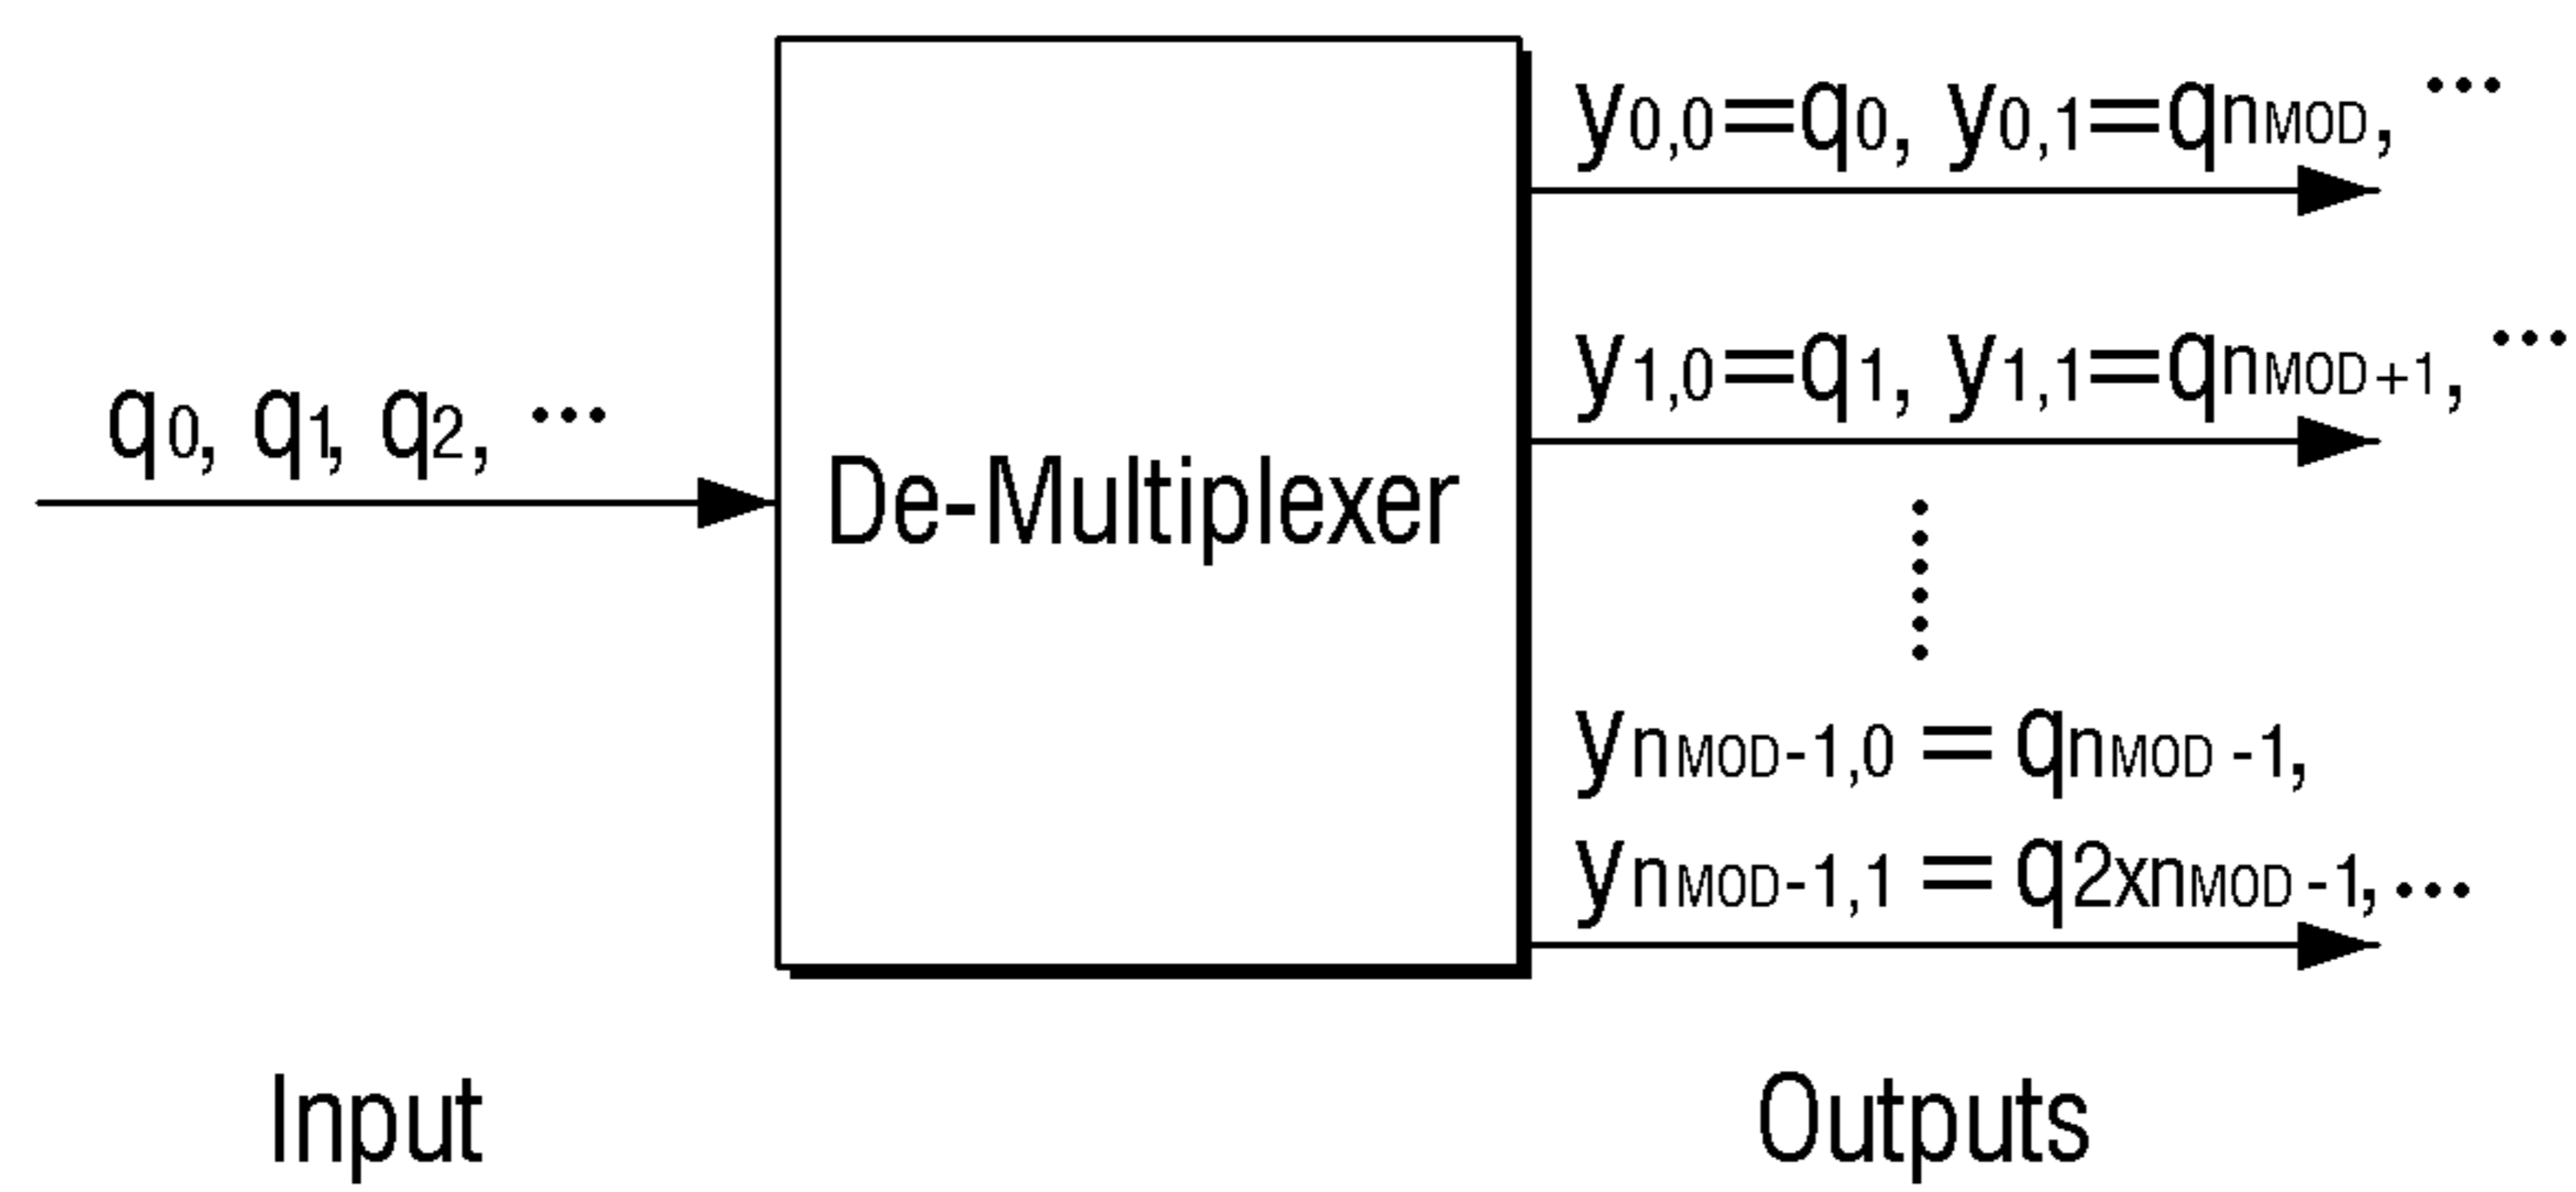 y0,0=q0, y0,1=qnMOD, ...
y1,0=q1, y1,1=qnMOD+1, ...
q0, q1, q2, ...
De-Multiplexer
ynMOD-1,0 = qnMOD -1,
ynMOD-1,1 = q2xnMOD -1, ...
Input
Outputs